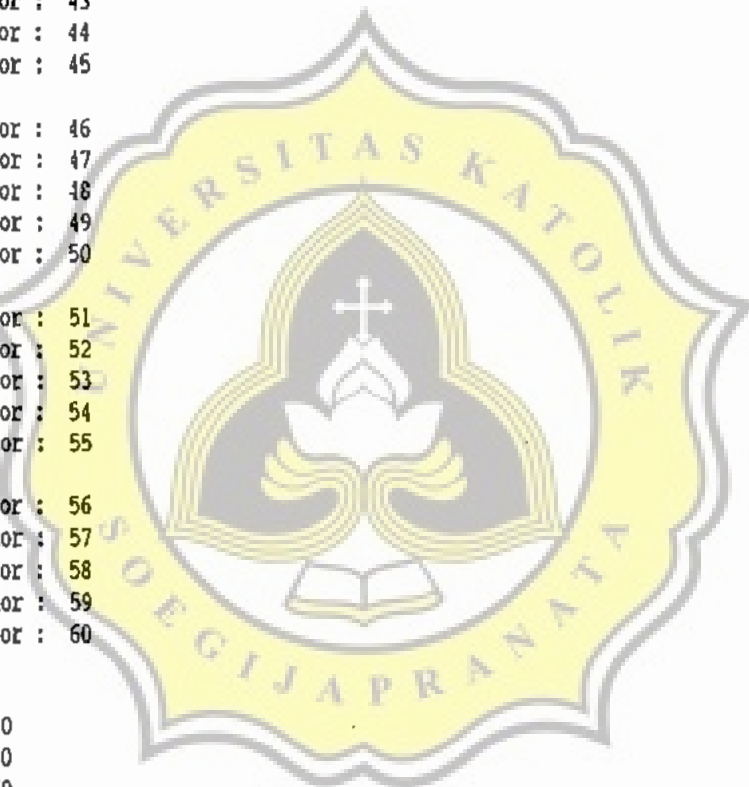 or : 43
or : 44
or : 45
or : 46
or : 47
or : 48
or : 49
or : 50
or : 51
or : 52
or : 53
or : 54
or : 55
or : 56
or : 57
or : 58
or : 59
or : 60
0
0
UNIVERSITAS KATOLIK
SOEGIJAPRANATA